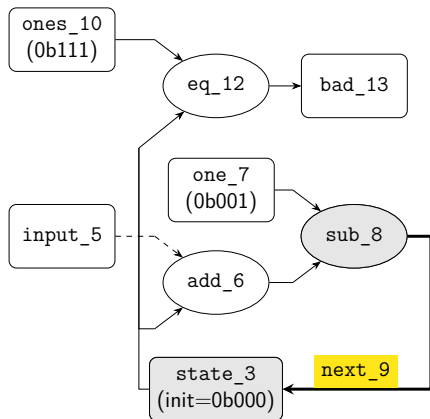 ones_10
(0b111)
eq_12
bad_13
one_7
(0b001)
input_5
sub_8
add_6
state_3
(init=0b000)
next_9